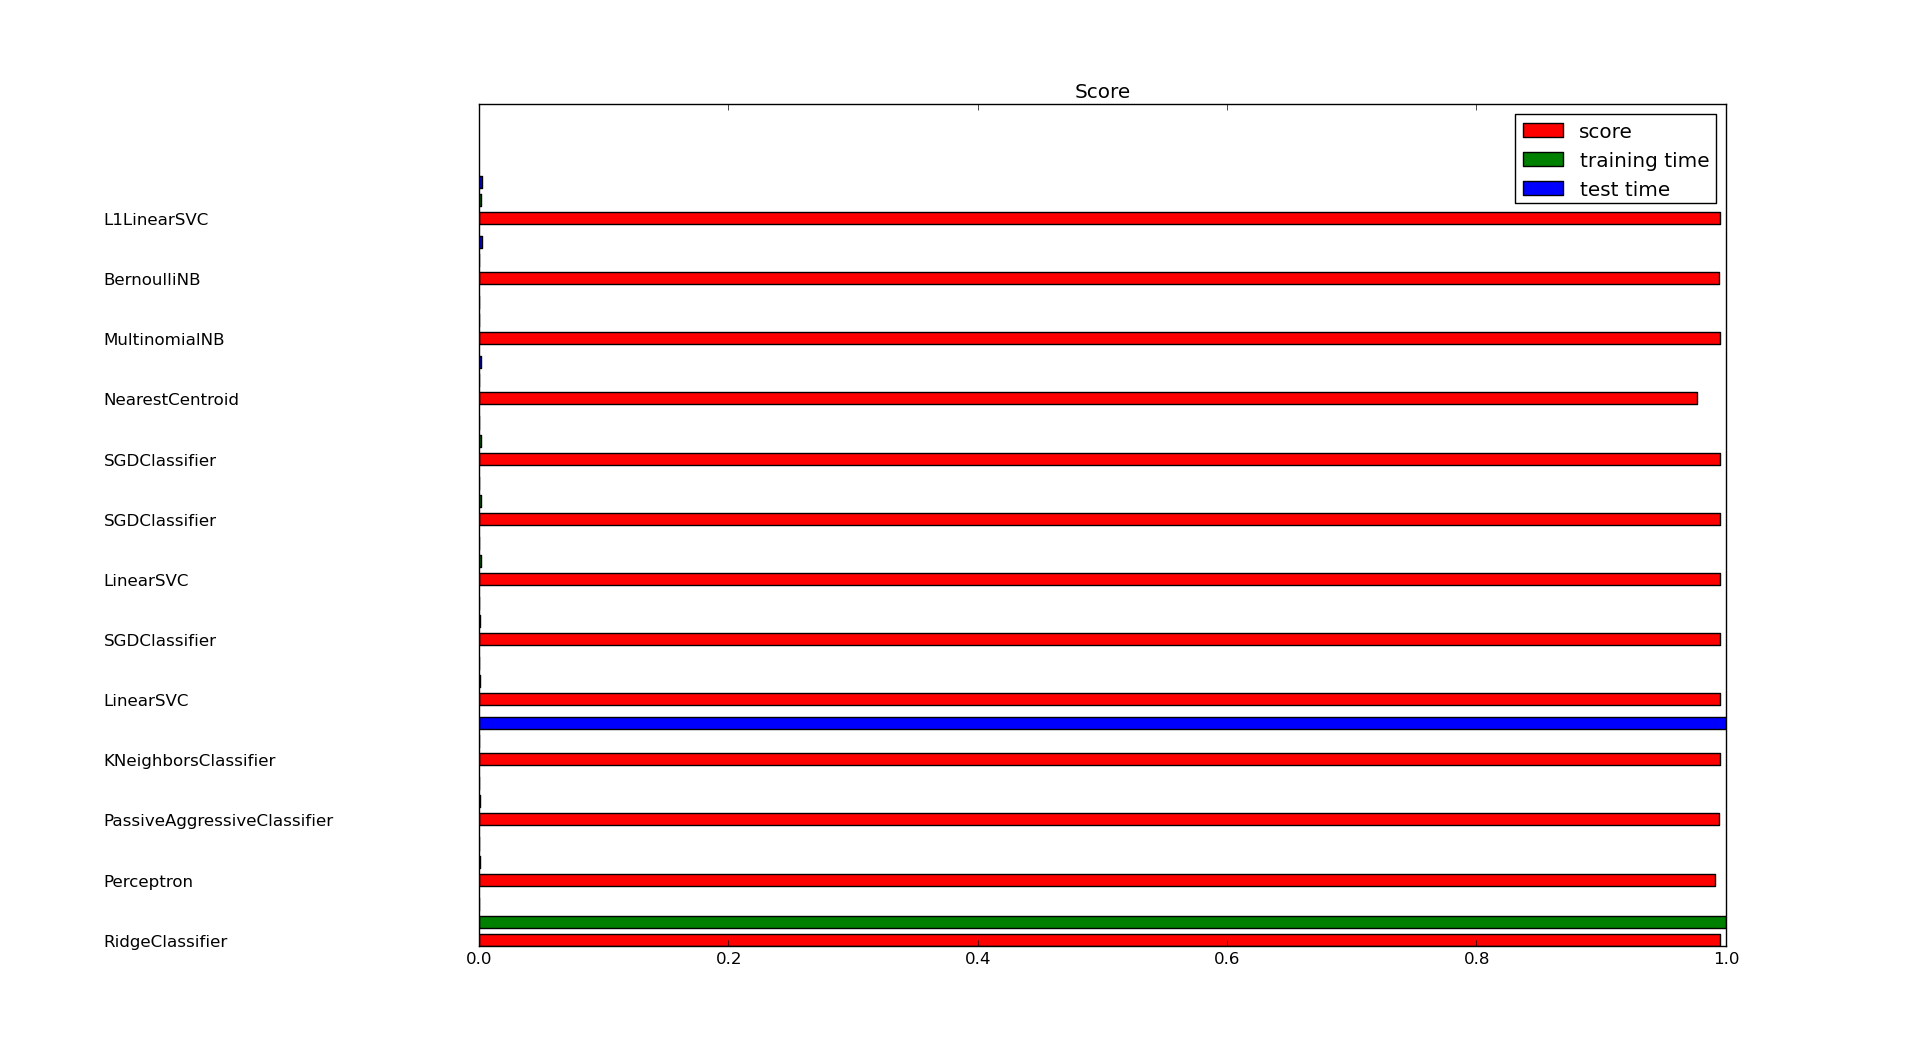 Score
score
training time
test time
L1LinearSVC
BernoulliNB
MultinomialNB
NearestCentroid
SGDClassifier
SGDClassifier
LinearSVC
SGDClassifier
LinearSVC
KNeighborsClassifier
PassiveAggressiveClassifier
Perceptron
RidgeClassifier
0.0 0.2 0.4 0.6 0.8 1.0